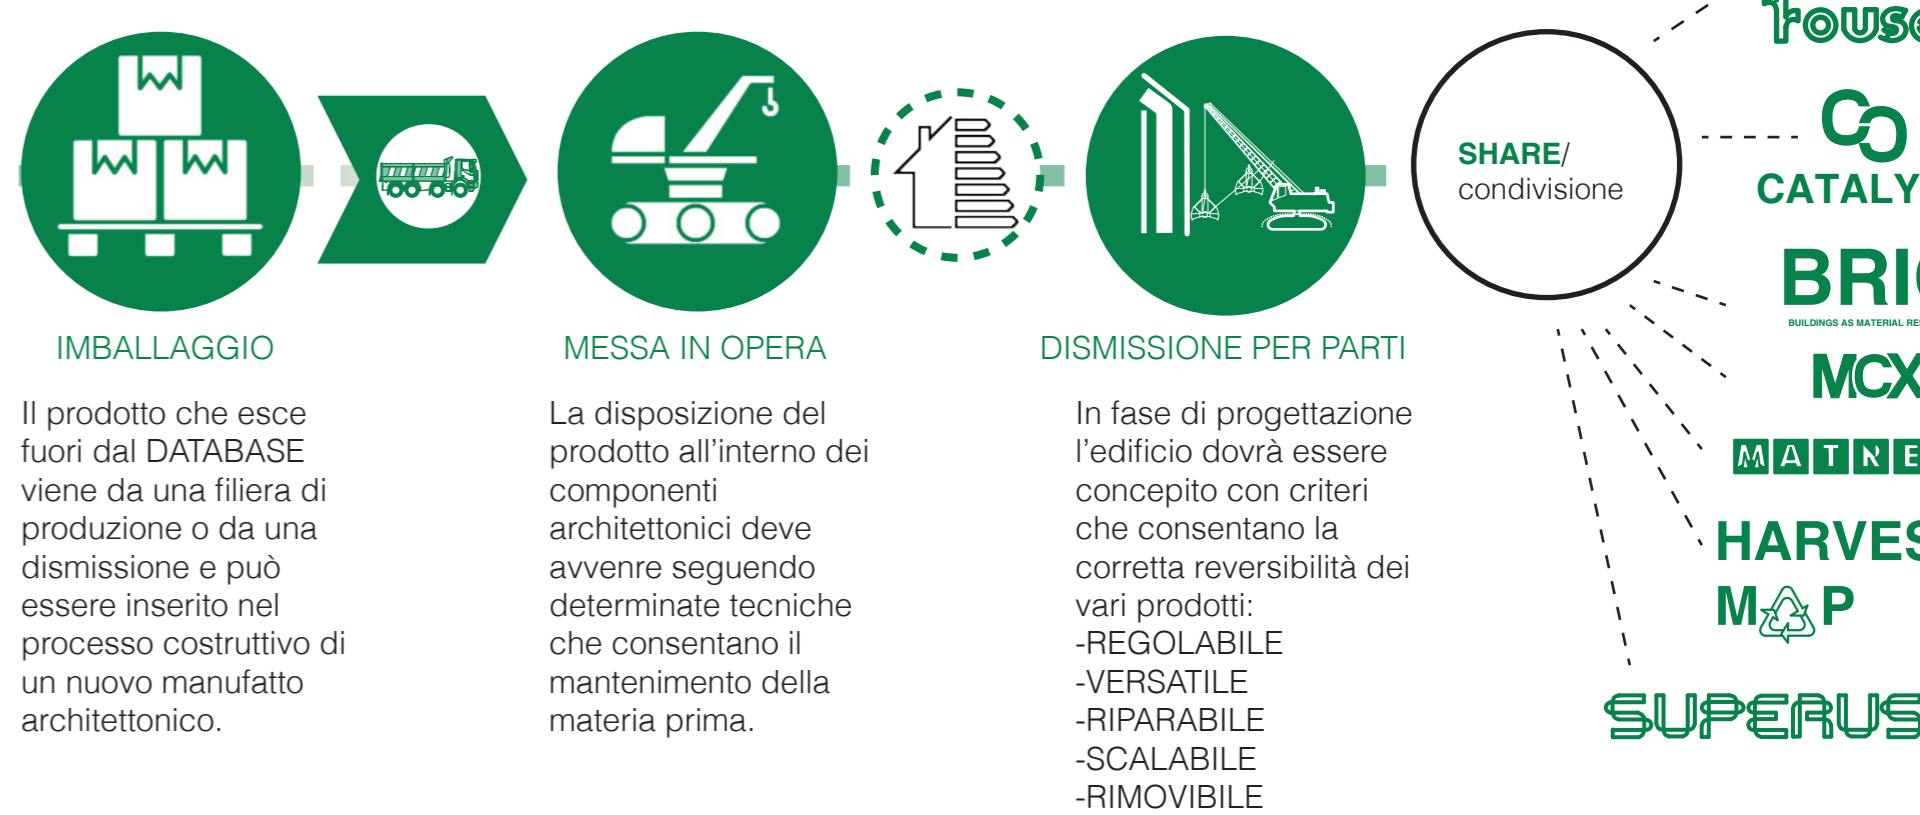 IMBALLAGGIO
Il prodotto che esce
fuori dal DATABASE
viene da una filiera di
produzione o da una
dismissione e può
essere inserito nel
processo costruttivo di
un nuovo manufatto
architettonico.
MESSA IN OPERA
La disposizione del
prodotto all’interno dei
componenti
architettonici deve
avvenre seguendo
determinate tecniche
che consentano il
mantenimento della
materia prima.
DISMISSIONE PER PARTI
In fase di progettazione
l’edificio dovrà essere
concepito con criteri
che consentano la
corretta reversibilità dei
vari prodotti:
-REGOLABILE
-VERSATILE
-RIPARABILE
-SCALABILE
-RIMOVIBILE
SHARE/
condivisione
CATALY
BRI
BUILDINGS AS MATERIAL RES
MCX
MATNE
HARVES
MAP
SUPERUS